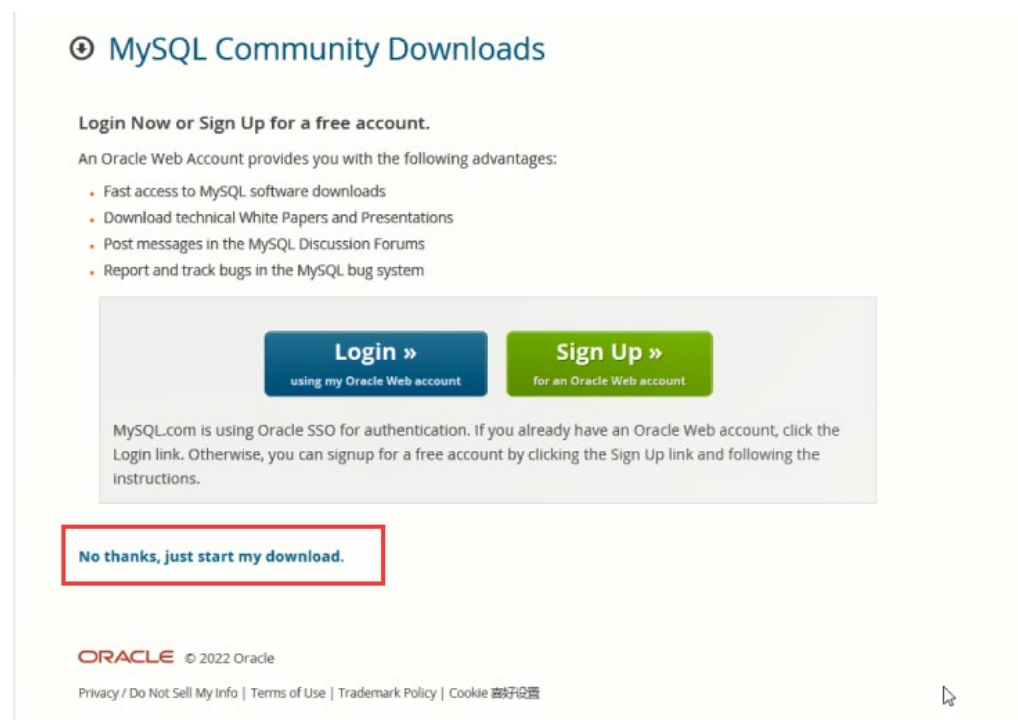 MySQL Community Downloads
Login Now or Sign Up for a free account.
An Oracle Web Account provides you with the following advantages:
Fast access to MySQL software downloads
Download technical White Papers and Presentations
Post messages in the MySQL Discussion Forums
Report and track bugs in the MySQL bug system
Login »
using my Oracle Web account
Sign Up »
for an Oracle Web account
MySQL.com is using Oracle SSO for authentication. If you already have an Oracle Web account, click the
Login link. Otherwise, you can signup for a free account by clicking the Sign Up link and following the
instructions.
No thanks, just start my download.
ORACLE © 2022 Oracle
Privacy / Do Not Sell My Info | Terms of Use | Trademark Policy | Cookie 喜好设置